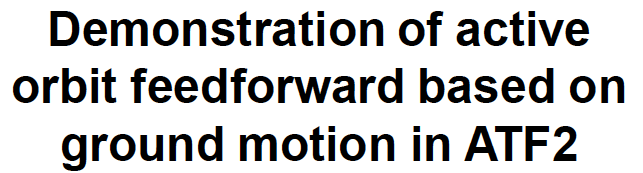 Demonstration of active
orbit feedforward based on
ground motion in ATF2